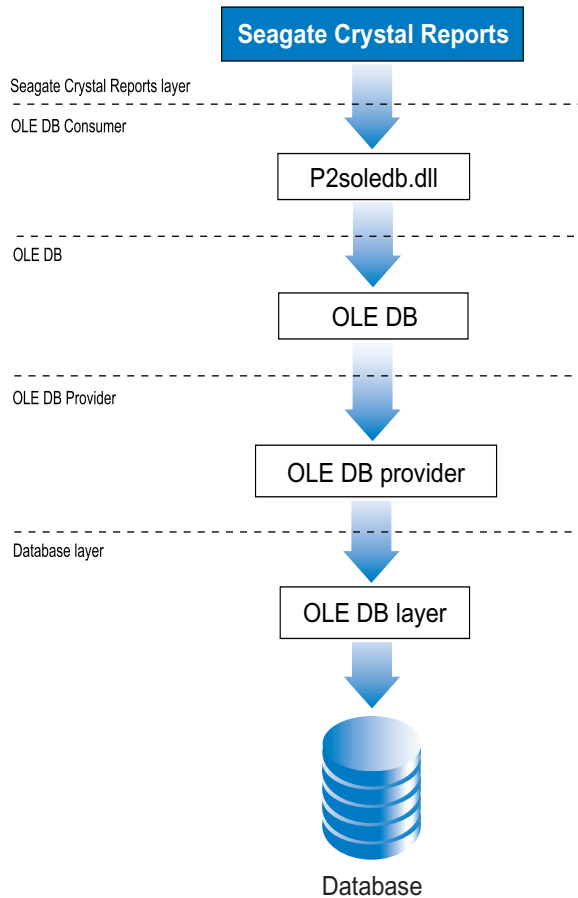 Seagate Crystal Reports
Seagate Crystal Reports layer
OLE DB Consumer
P2soledb.dll
OLE DB
OLE DB
OLE DB Provider
OLE DB provider
Database layer
OLE DB layer
Database